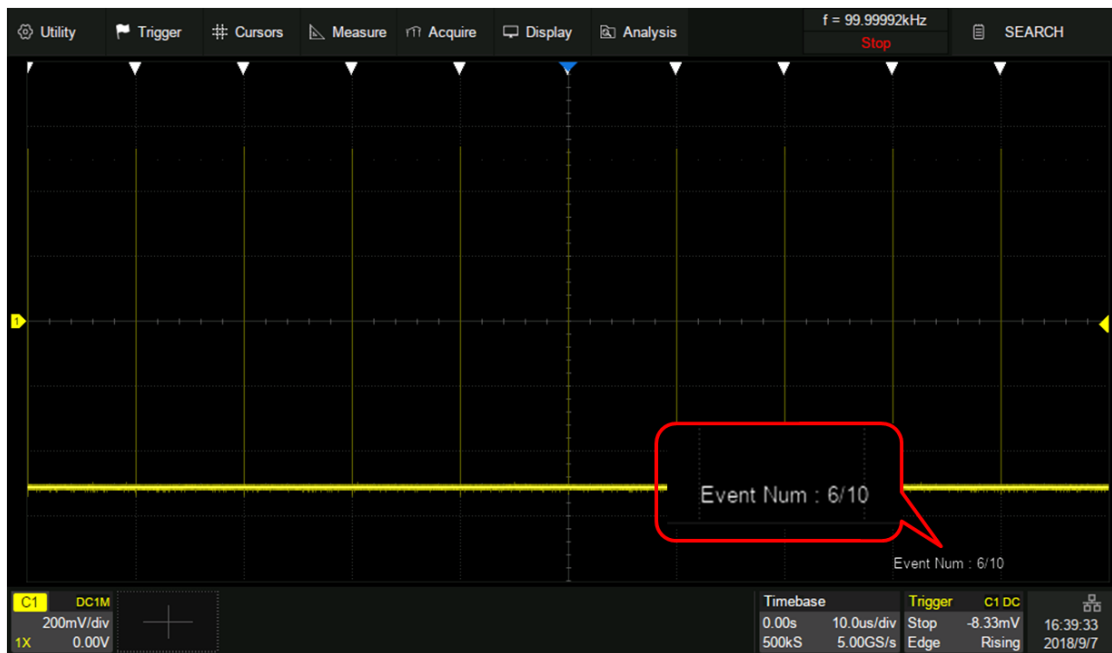 Utility Trigger Cursors Measure Acquire Display Analysis f = 99.99992kHz SEARCH
Stop
1
Event Num : 6/10
Event Num : 6/10
C1 DC1M
200mV/div
1X 0.00V
Timebase
0.00s 10.0us/div
500kS 5.00GS/s
Trigger C1 DC
Stop -8.33mV
Edge Rising
16:39:33
2018/9/7